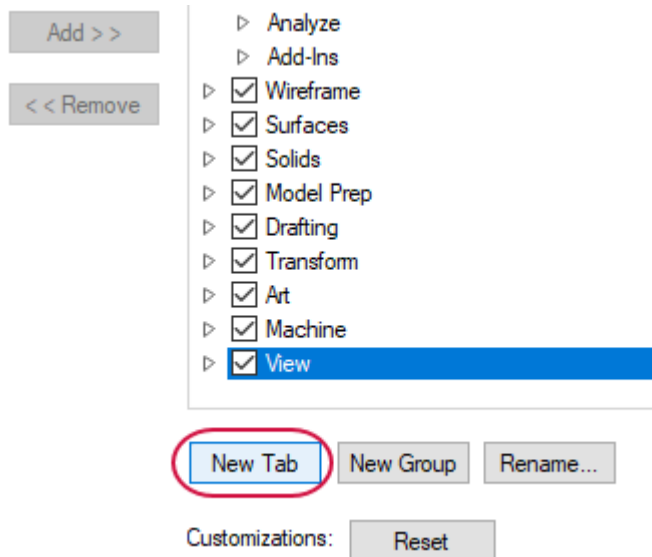 Add > >
< < Remove
Analyze
Add-Ins
Wireframe
Surfaces
Solids
Model Prep
Drafting
Transform
Art
Machine
View
New Tab New Group Rename...
Customizations: Reset